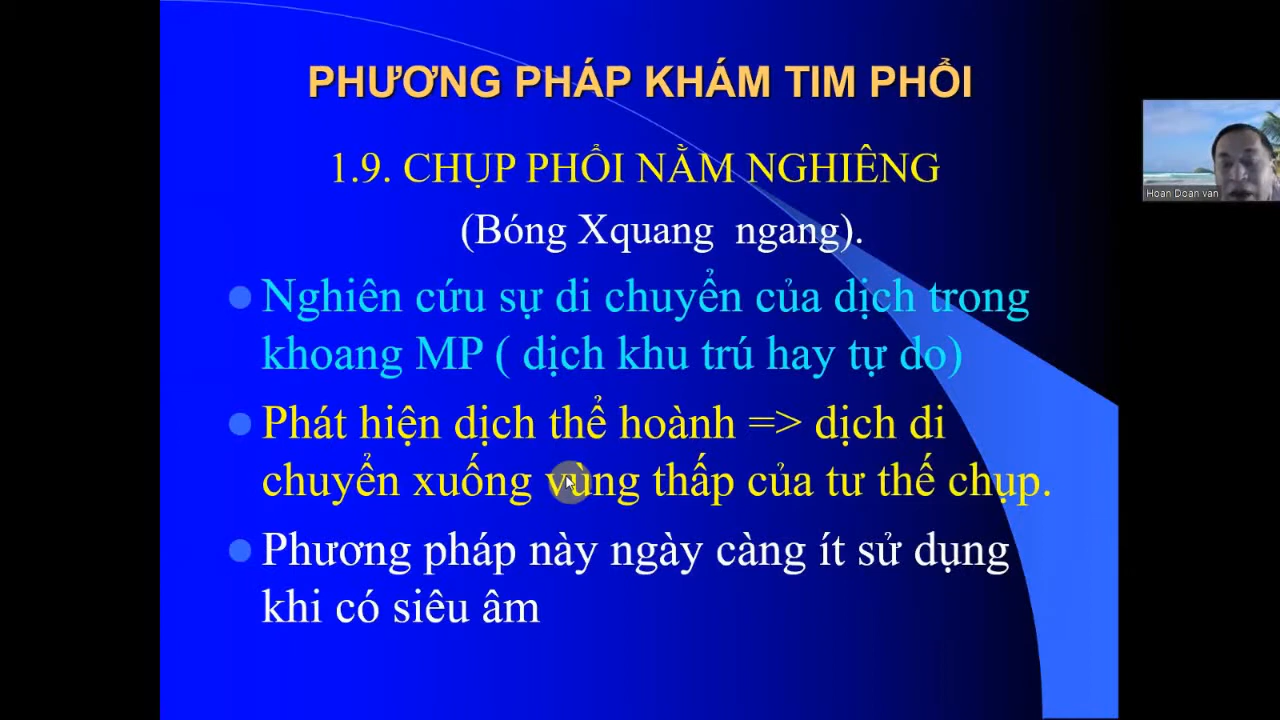 PHƯƠNG PHÁP KHÁM TIM PHỔI
1.9. CHỤP PHỔI NẰM NGHIÊNG
(Bóng Xquang ngang).
Nghiên cứu sự di chuyển của dịch trong
khoang MP ( dịch khu trú hay tự do)
Phát hiện dịch thể hoành => dịch di
chuyển xuống vùng thấp của tư thế chụp.
Phương pháp này ngày càng ít sử dụng
khi có siêu âm
Hoan Doan van